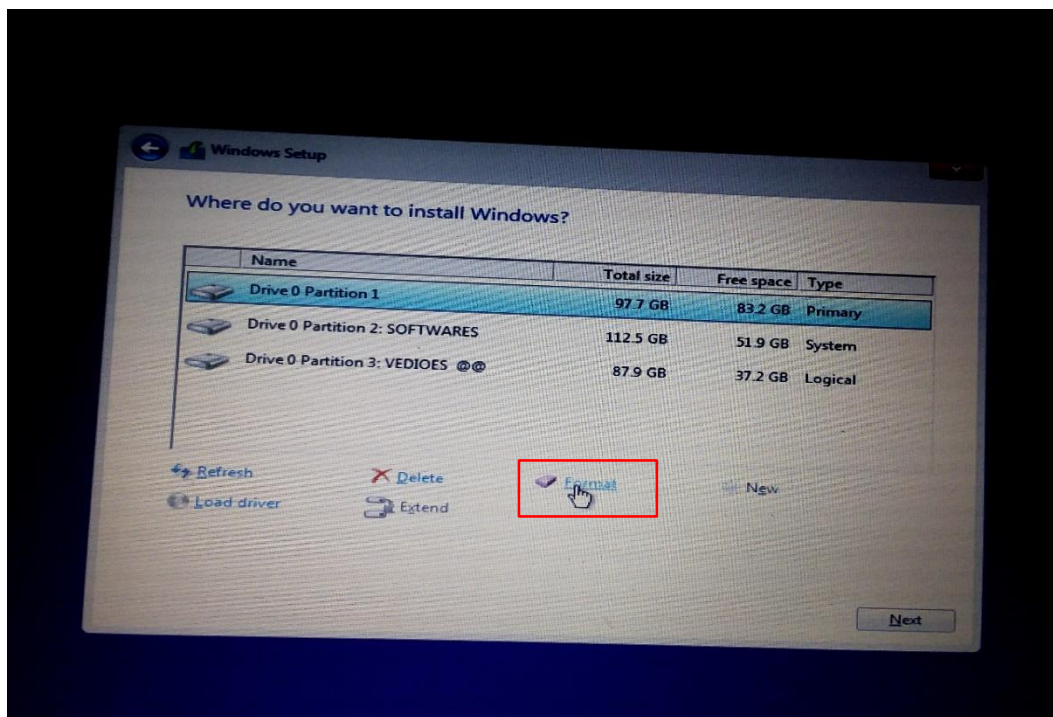 Windows Setup
Where do you want to install Windows?
Name Total size Free space Type
Drive 0 Partition 1 97.7 GB 83.2 GB Primary
Drive 0 Partition 2: SOFTWARES 112.5 GB 51.9 GB System
Drive 0 Partition 3: VEDIOES @@ 87.9 GB 37.2 GB Logical
Refresh Delete Format New
Load driver Extend
Next